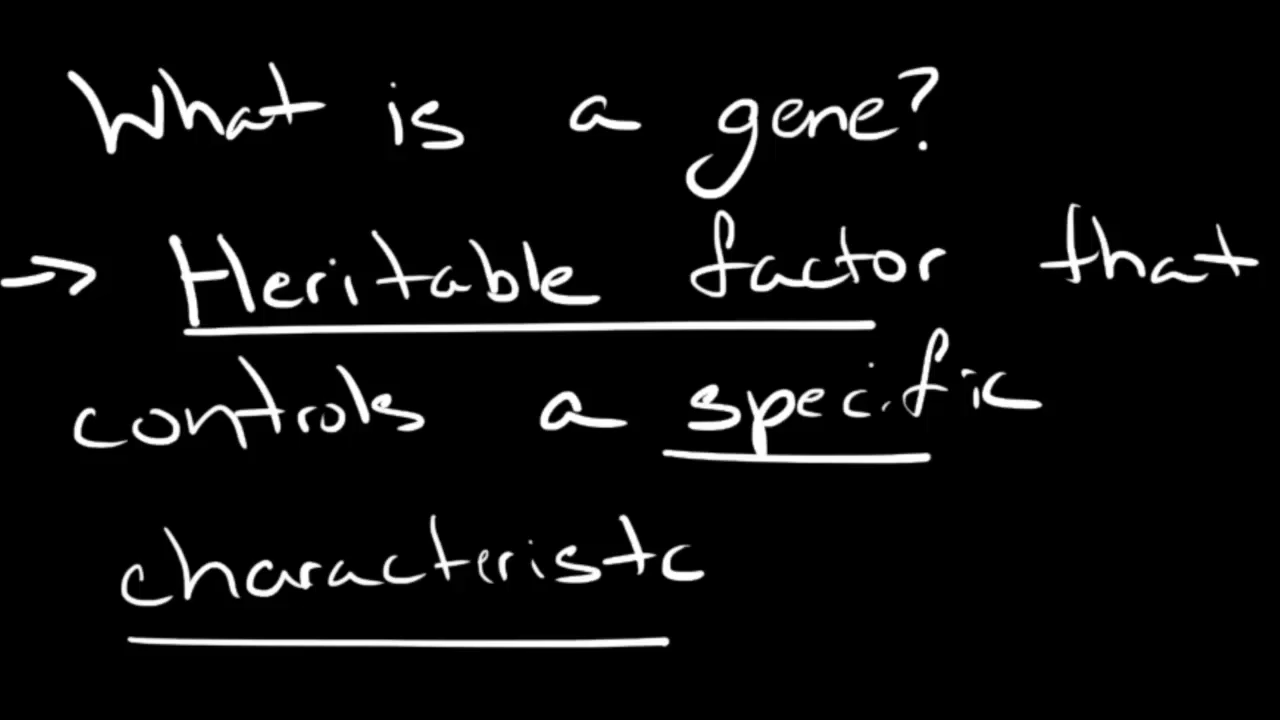 What is a gene?
→ Heritable factor that
controls a specific
characteristc